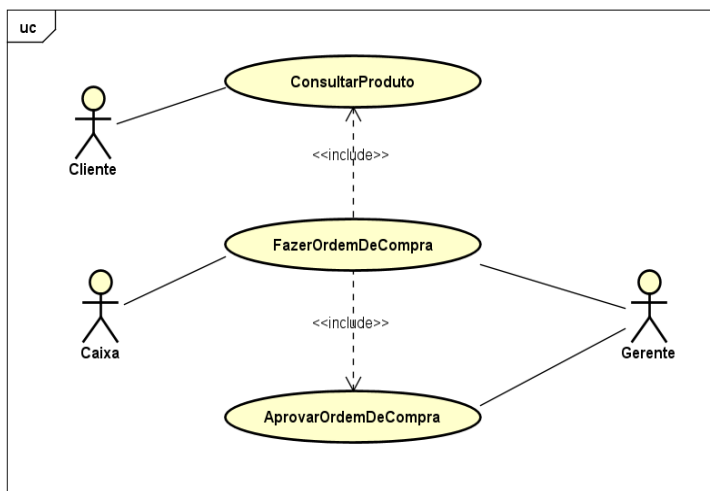 uc
ConsultarProduto
Cliente
<<include>>
FazerOrdemDeCompra
Caixa
<<include>>
Gerente
AprovarOrdemDeCompra